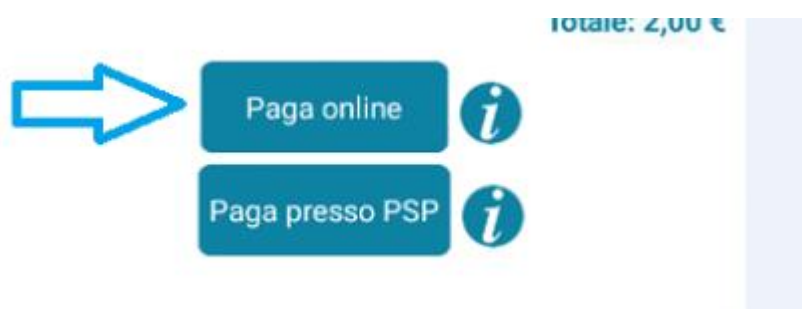 Totale: 2,00 €
Paga online
i
Paga presso PSP
i